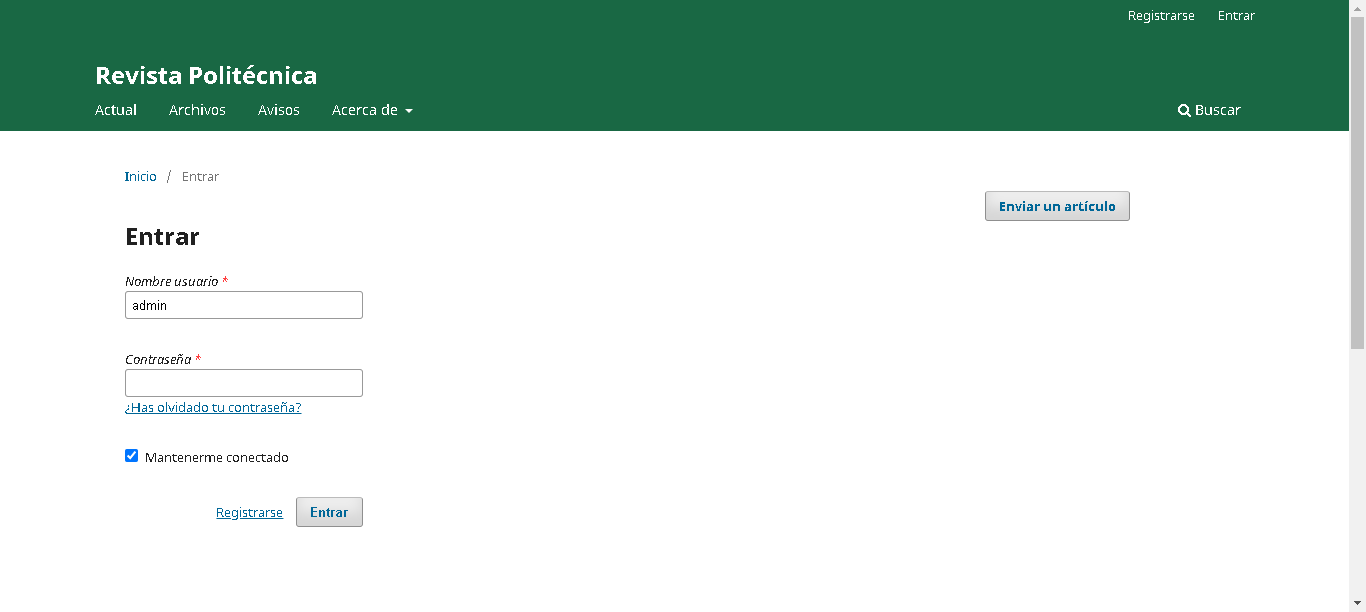 Registrarse Entrar
Revista Politécnica
Actual Archivos Avisos Acerca de Buscar
Inicio / Entrar
Enviar un artículo
Entrar
Nombre usuario *
admin
Contraseña *
¿Has olvidado tu contraseña?
Mantenerme conectado
Registrarse Entrar